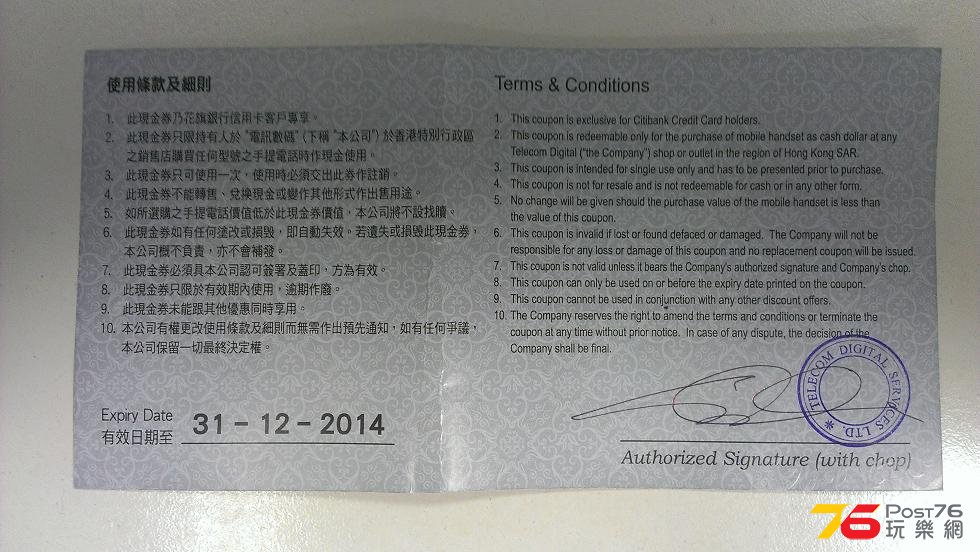 使用條款及細則
1. 此現金券乃花旗銀行信用卡客戶專享。
2. 此現金券只限持有人於 "電訊數碼" (下稱 "本公司") 於香港特別行政區
之銷售店購買任何型號之手提電話時作現金使用。
3. 此現金券只可使用一次，使用時必須交出此券作註銷。
4. 此現金券不能轉售、兌換現金或變作其他形式作出售用途。
5. 如所選購之手提電話價值低於此現金券價值，本公司將不設找贖。
6. 此現金券如有任何塗改或損毀，即自動失效。若遺失或損毀此現金券，
本公司概不負責，亦不會補發。
7. 此現金券必須具本公司認可簽署及蓋印，方為有效。
8. 此現金券只限於有效期內使用，逾期作廢。
9. 此現金券未能跟其他優惠同時享用。
10. 本公司有權更改使用條款及細則而無需作出預先通知，如有任何爭議，
本公司保留一切最終決定權。
Expiry Date
有效日期至
31 - 12 - 2014
Terms & Conditions
1. This coupon is exclusive for Citibank Credit Card holders.
2. This coupon is redeemable only for the purchase of mobile handset as cash dollar at any
Telecom Digital ("the Company") shop or outlet in the region of Hong Kong SAR.
3. This coupon is intended for single use only and has to be presented prior to purchase.
4. This coupon is not for resale and is not redeemable for cash or in any other form.
5. No change will be given should the purchase value of the mobile handset is less than
the value of this coupon.
6. This coupon is invalid if lost or found defaced or damaged. The Company will not be
responsible for any loss or damage of this coupon and no replacement coupon will be issued.
7. This coupon is not valid unless it bears the Company's authorized signature and Company's chop.
8. This coupon can only be used on or before the expiry date printed on the coupon.
9. This coupon cannot be used in conjunction with any other discount offers.
10. The Company reserves the right to amend the terms and conditions or terminate the
coupon at any time without prior notice. In case of any dispute, the decision of the
Company shall be final.
TELECOM DIGITAL SERVICES LTD. *
Authorized Signature (with chop)
76 Post76
玩樂網